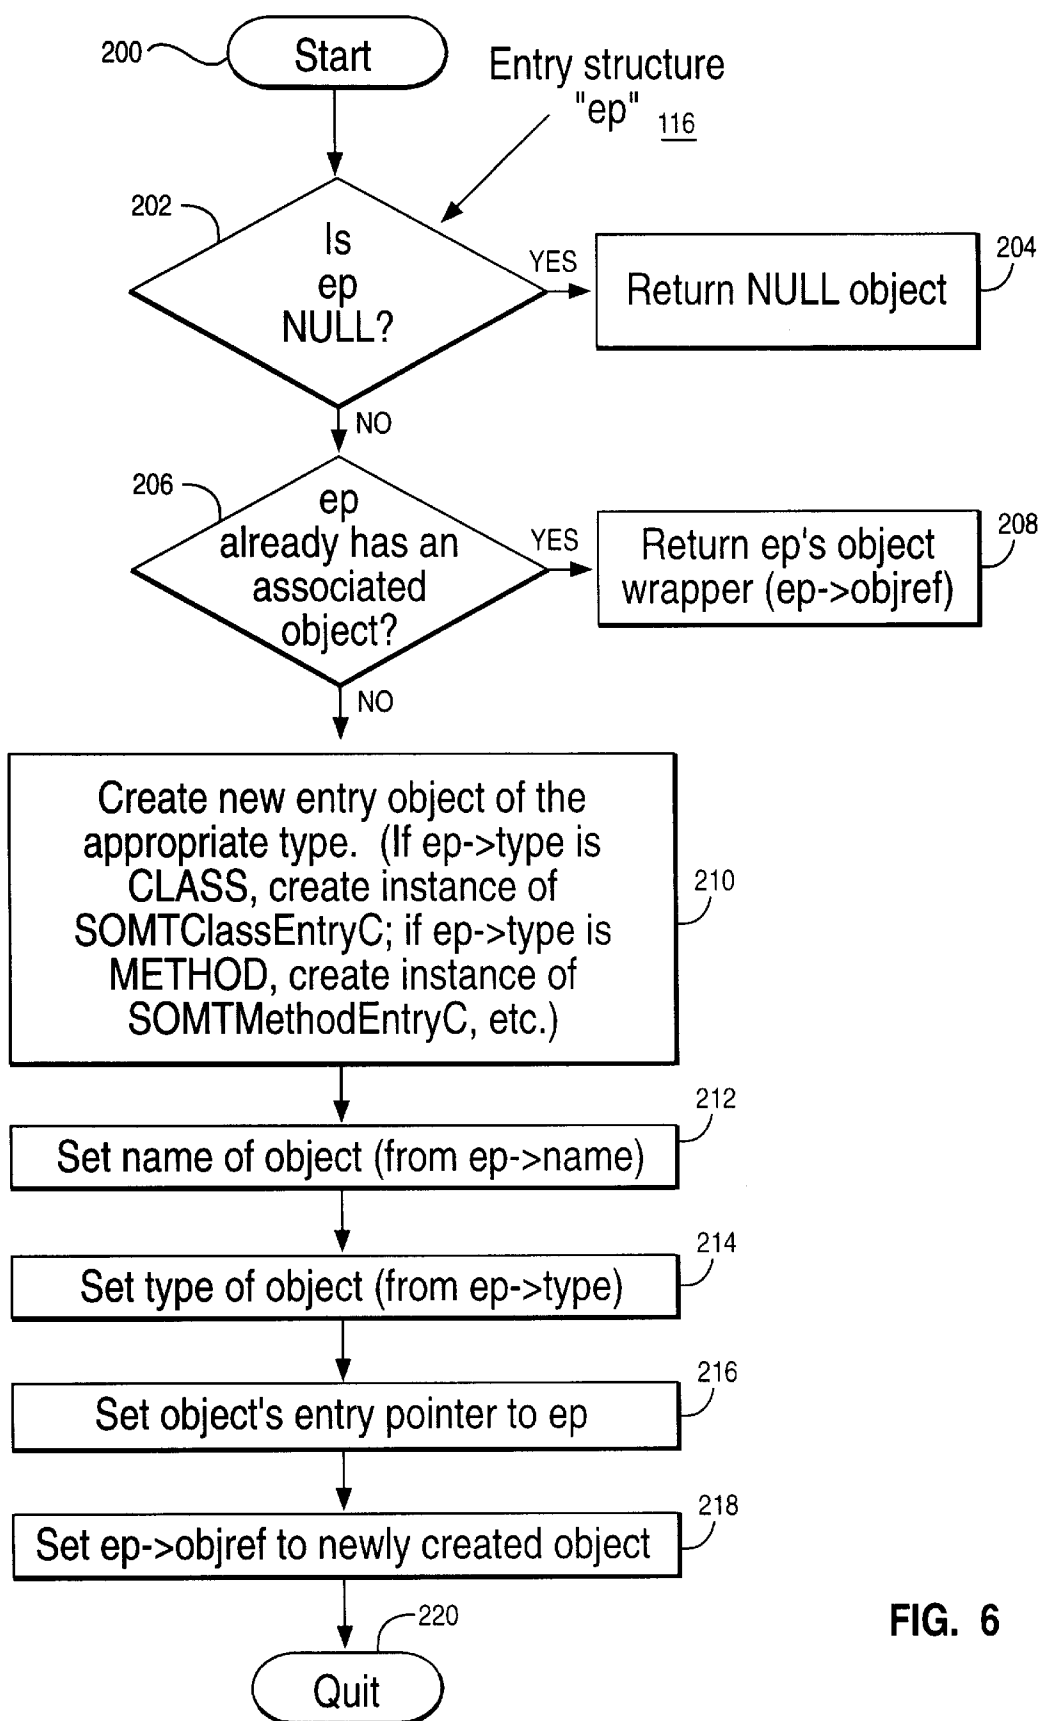 200
Start
Entry structure
"ep"
116
202
Is
ep
NULL?
YES
Return NULL object
204
NO
206
ep
already has an
associated
object?
YES
Return ep's object
wrapper (ep->objref)
208
NO
Create new entry object of the
appropriate type. (If ep->type is
CLASS, create instance of
SOMTClassEntryC; if ep->type is
METHOD, create instance of
SOMTMethodEntryC, etc.)
210
212
Set name of object (from ep->name)
214
Set type of object (from ep->type)
216
Set object's entry pointer to ep
218
Set ep->objref to newly created object
220
Quit
FIG. 6